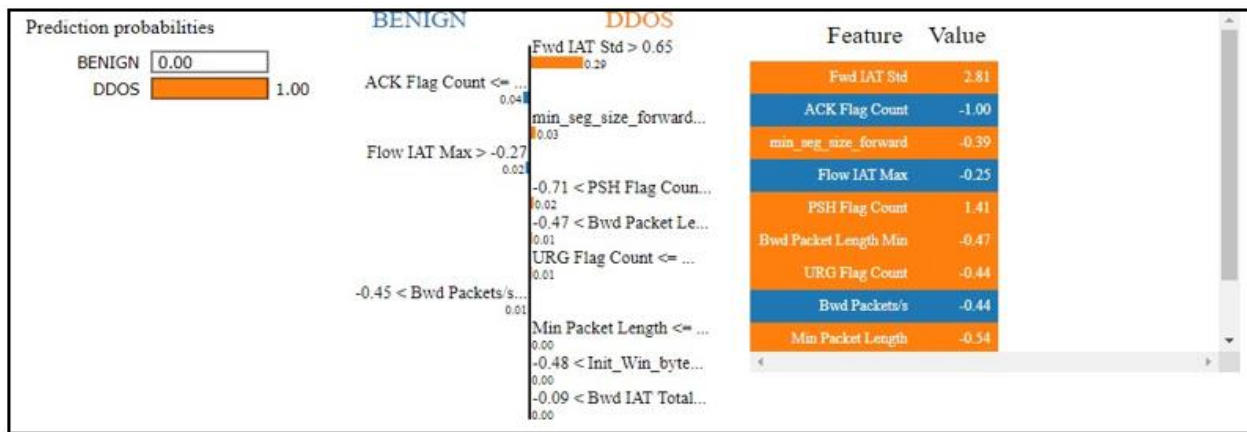 Prediction probabilities
BENIGN 0.00
DDOS 1.00
BENIGN DDOS
Fwd IAT Std > 0.65
0.29
ACK Flag Count <= ...
0.04
min_seg_size_forward...
0.03
Flow IAT Max > -0.27
0.02
-0.71 < PSH Flag Coun...
0.02
-0.47 < Bwd Packet Le...
0.01
URG Flag Count <= ...
0.01
-0.45 < Bwd Packets/s...
0.01
Min Packet Length <= ...
0.00
-0.48 < Init_Win_byte...
0.00
-0.09 < Bwd IAT Total...
0.00
Feature Value
Fwd IAT Std 2.81
ACK Flag Count -1.00
min_seg_size_forward -0.39
Flow IAT Max -0.25
PSH Flag Count 1.41
Bwd Packet Length Min -0.47
URG Flag Count -0.44
Bwd Packets/s -0.44
Min Packet Length -0.54